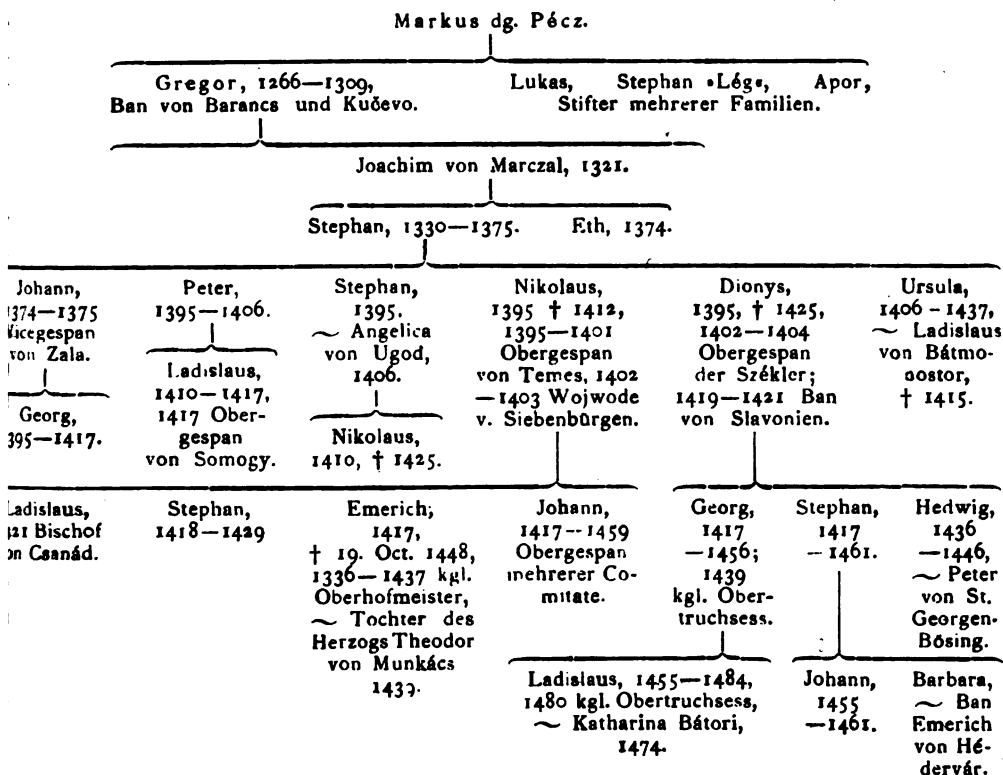 Markus dg. Pécz.
Gregor, 1266—1309,
Ban von Barancs und Kučevo.
Lukas, Stephan »Lég«, Apor,
Stifter mehrerer Familien.
Joachim von Marczal, 1321.
Stephan, 1330—1375. Eth, 1374.
Johann,
1374—1375
Vicegespan
von Zala.
Georg,
395—1417.
Peter,
1395—1406.
Ladislaus,
1410—1417,
1417 Ober-
gespan
von Somogy.
Stephan,
1395.
~ Angelica
von Ugod,
1406.
Nikolaus,
1410, † 1425.
Nikolaus,
1395 † 1412,
1395—1401
Obergespan
von Temes, 1402
—1403 Wojwode
v. Siebenbürgen.
Dionys,
1395, † 1425,
1402—1404
Obergespan
der Székler;
1419—1421 Ban
von Slavonien.
Ursula,
1406-1437,
~ Ladislaus
von Bátmo-
nostor,
† 1415.
Ladislaus,
421 Bischof
on Csanád.
Stephan,
1418—1429
Emerich,
1417,
† 19. Oct. 1448,
1336—1437 kgl.
Oberhofmeister,
~ Tochter des
Herzogs Theodor
von Munkács
1439.
Johann,
1417--1459
Obergespan
mehrerer Co-
mitate.
Georg,
1417
—1456;
1439
kgl. Ober-
truchsess.
Stephan,
1417
-1461.
Hedwig,
1436
—1446,
~ Peter
von St.
Georgen-
Bösing.
Ladislaus, 1455—1484,
1480 kgl. Obertruchsess,
~ Katharina Bátori,
1474.
Johann,
1455
—1461.
Barbara,
~ Ban
Emerich
von Hé-
dervár.